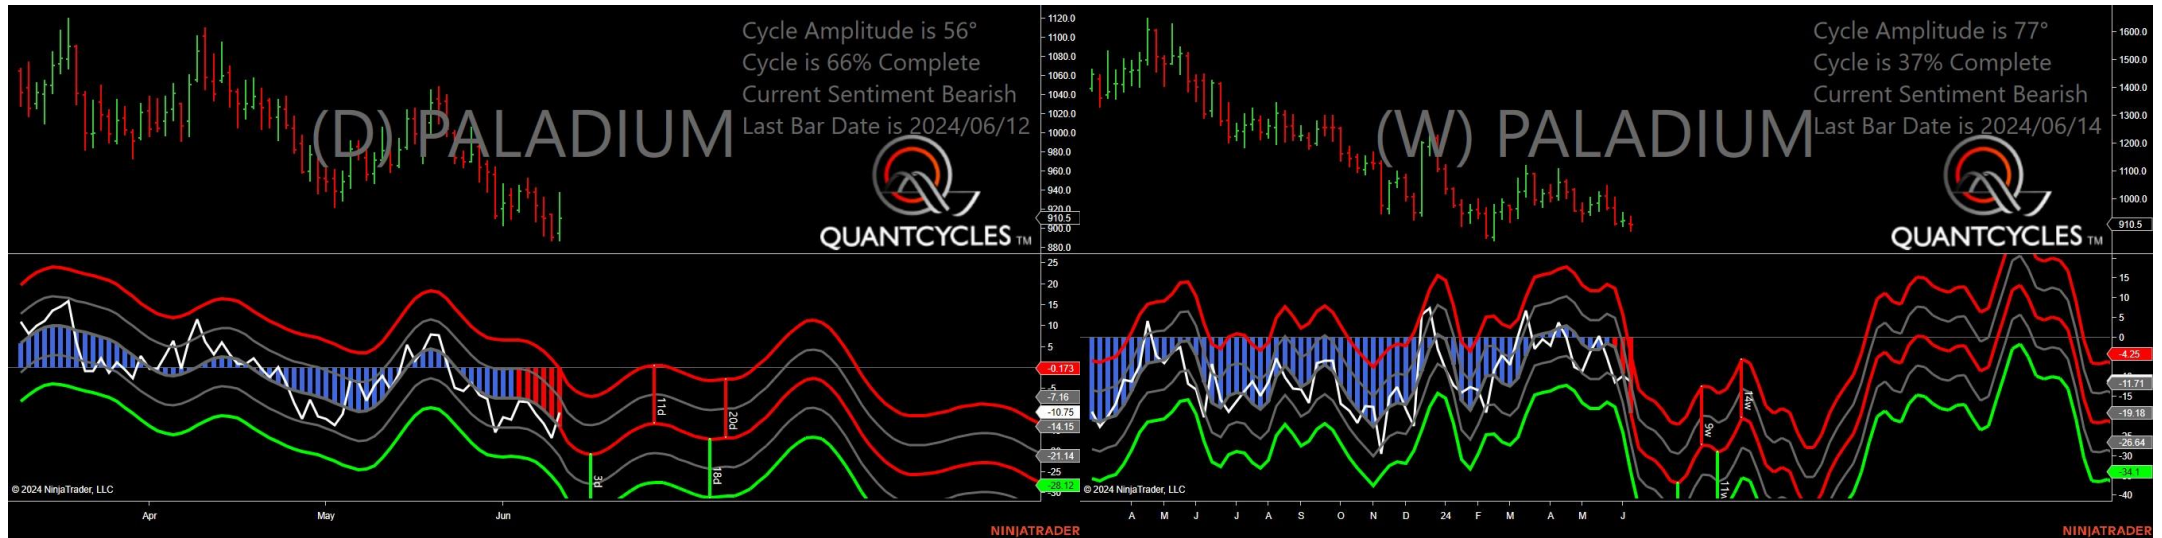 Cycle Amplitude is 56°
Cycle is 66% Complete
Current Sentiment Bearish
Last Bar Date is 2024/06/12
(D) PALADIUM
QUANTCYCLES TM
1120.0
1100.0
1080.0
1060.0
1040.0
1020.0
1000.0
980.0
960.0
940.0
920.0
910.5
900.0
880.0
25
20
15
10
5
-0.173
-5
-7.16
-10.75
-14.15
-21.14
-25
-28.12
-30
11d
20d
3d
18d
© 2024 NinjaTrader, LLC
Apr
May
Jun
NINJATRADER
Cycle Amplitude is 77°
Cycle is 37% Complete
Current Sentiment Bearish
Last Bar Date is 2024/06/14
(W) PALADIUM
QUANTCYCLES TM
1600.0
1500.0
1400.0
1300.0
1200.0
1100.0
1000.0
910.5
15
10
5
0
-4.25
-11.71
-15
-19.18
-26.64
-30
-34.1
-40
9w
14w
11w
© 2024 NinjaTrader, LLC
A M J J A S O N D 24 F M A M J
NINJATRADER